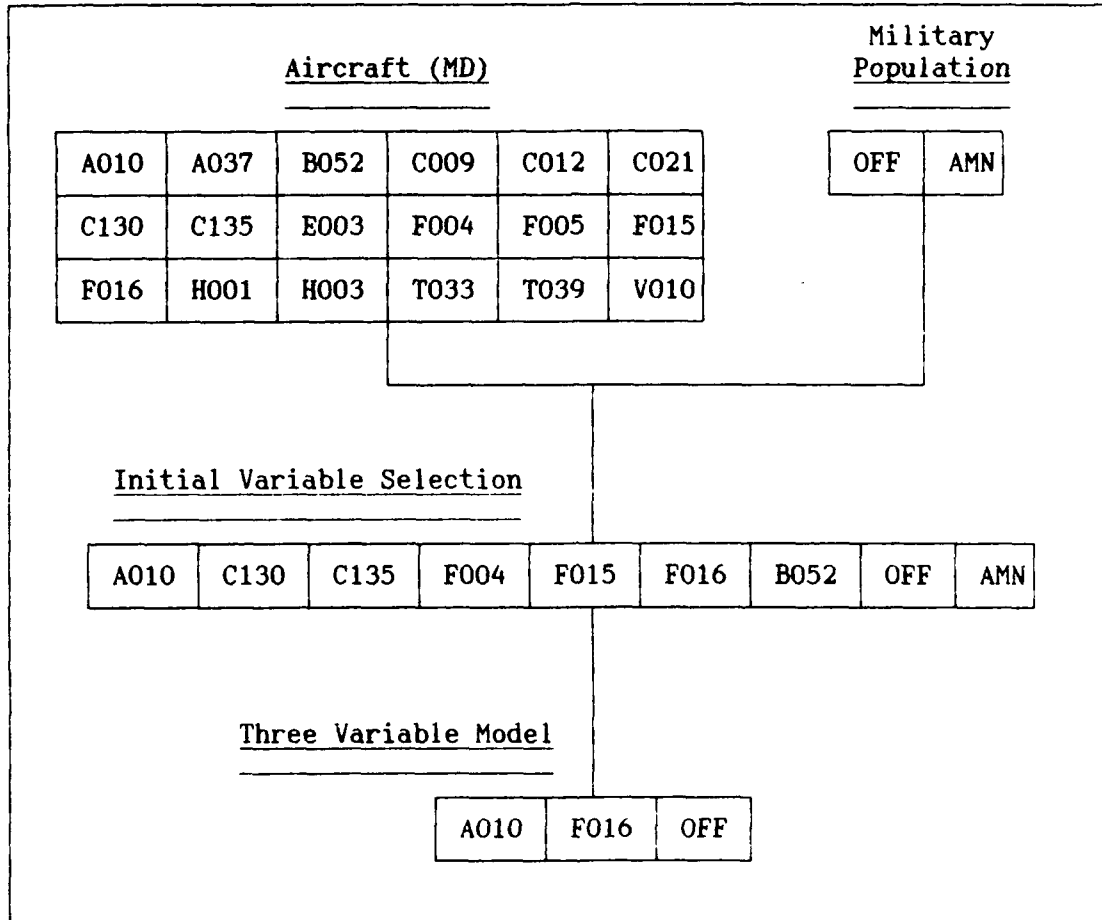 Aircraft (MD)
Military
Population
A010 A037 B052 C009 C012 C021
C130 C135 E003 F004 F005 F015
F016 H001 H003 T033 T039 V010
OFF AMN
Initial Variable Selection
A010 C130 C135 F004 F015 F016 B052 OFF AMN
Three Variable Model
A010 F016 OFF